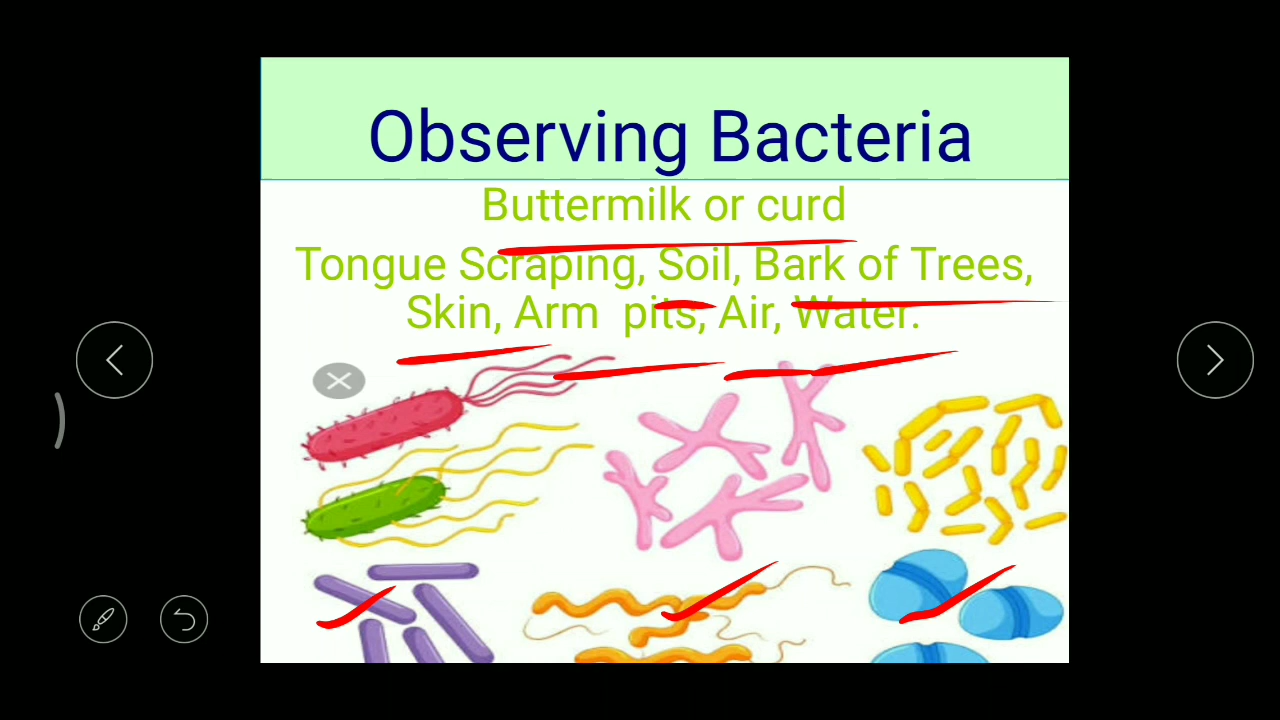 Observing Bacteria
Buttermilk or curd
Tongue Scraping, Soil, Bark of Trees,
Skin, Arm pits, Air, Water.